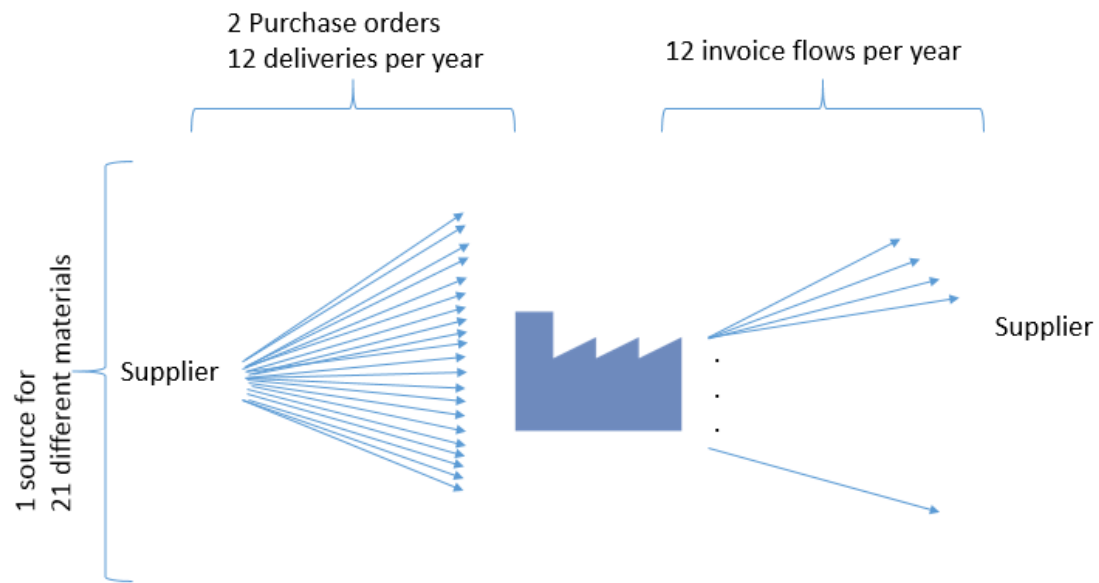 2 Purchase orders
12 deliveries per year
12 invoice flows per year
1 source for
21 different materials
Supplier
Supplier